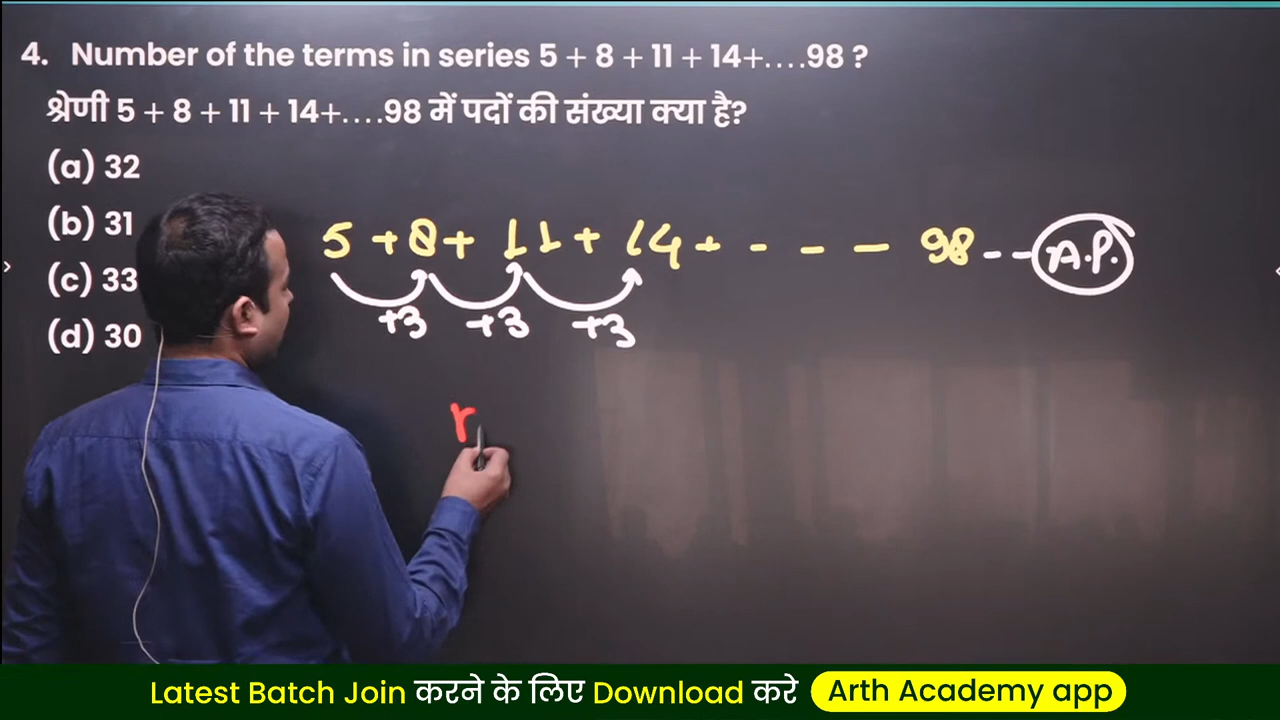 4. Number of the terms in series 5 + 8 + 11 + 14+....98 ?
श्रेणी 5 + 8 + 11 + 14+....98 में पदों की संख्या क्या है?
(a) 32
(b) 31
(c) 33
(d) 30
5 + 8 + 11 + 14 + - - - 98 -- A.P.
+3 +3 +3
r
Latest Batch Join करने के लिए Download करे Arth Academy app